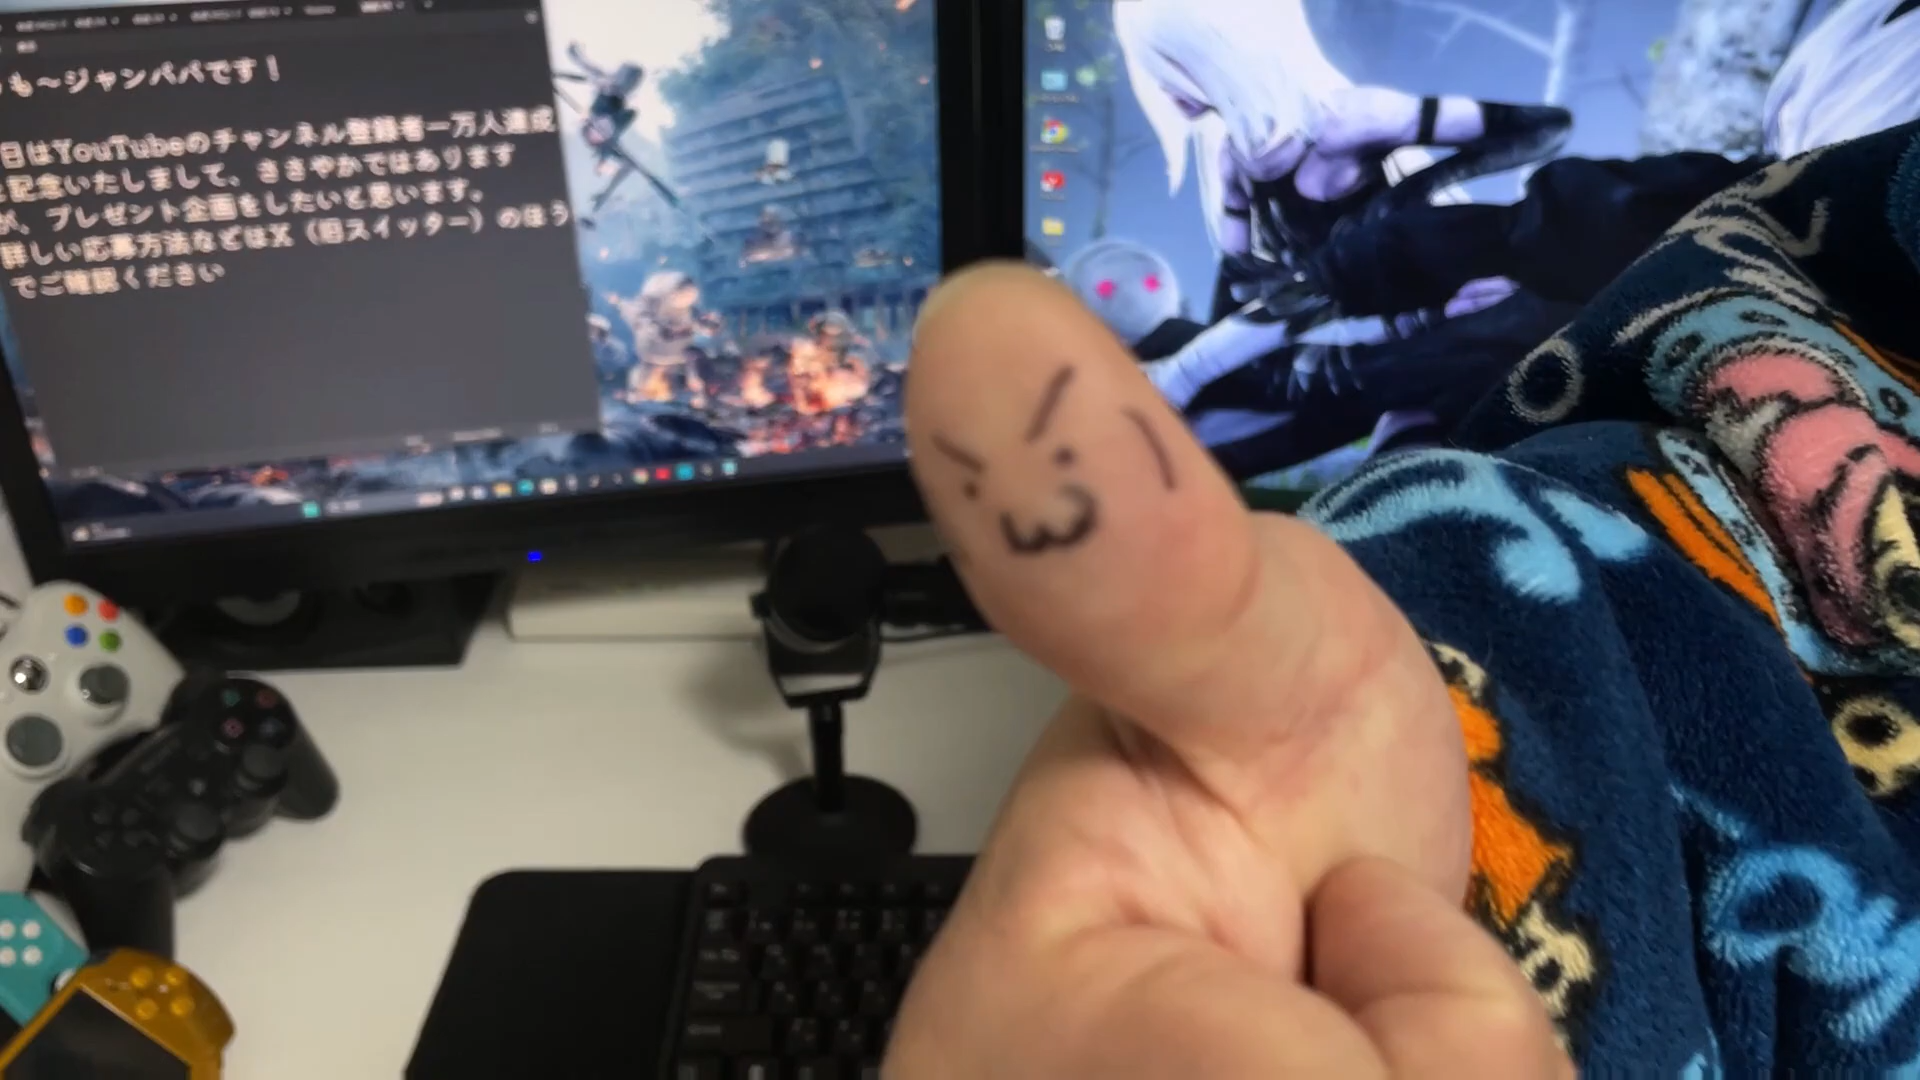 も～ジャンパパです！
日はYouTubeのチャンネル登録者一万人達成
記念いたしまして、ささやかではあります
が、プレゼント企画をしたいと思います。
詳しい応募方法などはX（旧スイッター）のほう
でご確認ください